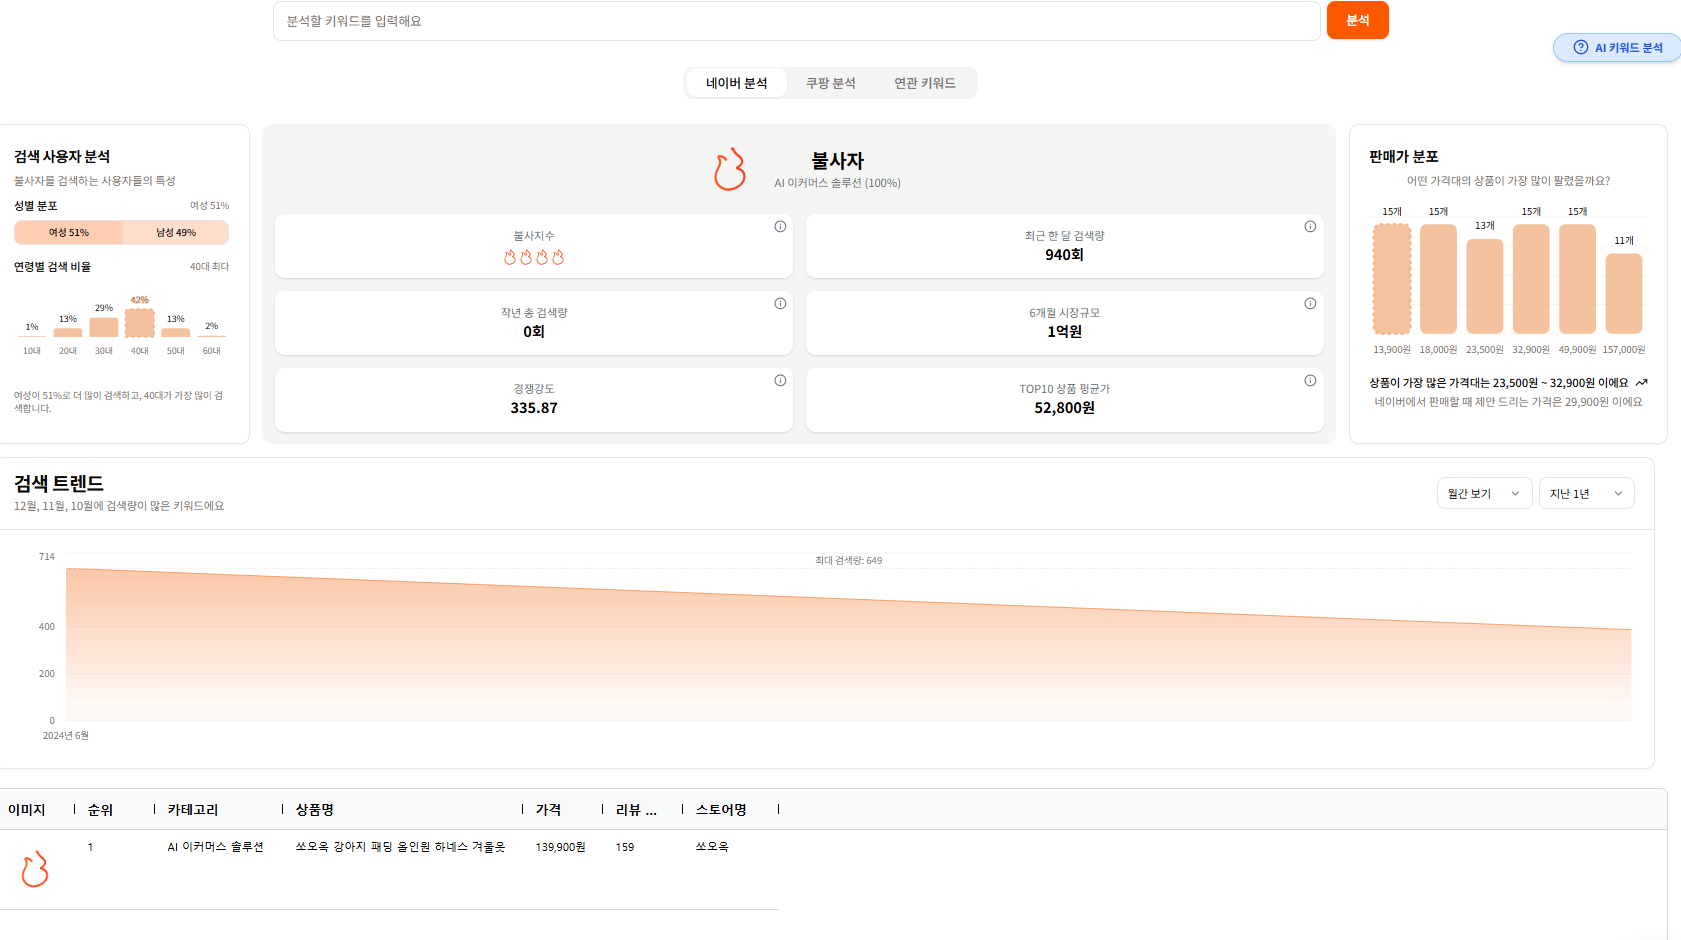 분석할 키워드를 입력해요
분석
AI 키워드 분석
네이버 분석
쿠팡 분석
연관 키워드
검색 사용자 분석
불사자를 검색하는 사용자들의 특성
성별 분포
여성 51%
여성 51%
남성 49%
연령별 검색 비율
40대 최다
1%
13%
29%
42%
13%
2%
10대
20대
30대
40대
50대
60대
여성이 51%로 더 많이 검색하고, 40대가 가장 많이 검
색합니다.
불사자
AI 이커머스 솔루션 (100%)
불사지수
최근 한 달 검색량
940회
작년 총 검색량
0회
6개월 시장규모
1억원
경쟁강도
335.87
TOP10 상품 평균가
52,800원
판매가 분포
어떤 가격대의 상품이 가장 많이 팔렸을까요?
15개
15개
13개
15개
15개
11개
13,900원
18,000원
23,500원
32,900원
49,900원
157,000원
상품이 가장 많은 가격대는 23,500원 ~ 32,900원 이에요
네이버에서 판매할 때 제안 드리는 가격은 29,900원 이에요
검색 트렌드
12월, 11월, 10월에 검색량이 많은 키워드에요
월간 보기
지난 1년
714
400
200
0
최대 검색량: 649
2024년 6월
이미지
순위
카테고리
상품명
가격
리뷰 ...
스토어명
1
AI 이커머스 솔루션
쏘오옥 강아지 패딩 올인원 하네스 겨울옷
139,900원
159
쏘오옥